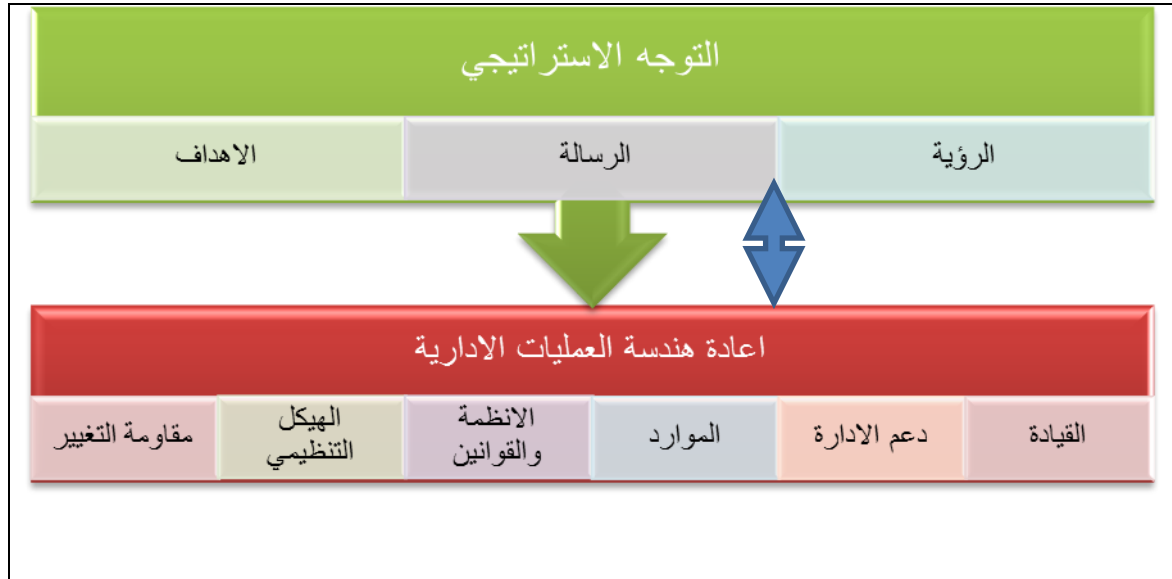 التوجه الاستراتيجي
الرؤية
الرسالة
الاهداف
اعادة هندسة العمليات الادارية
القيادة
دعم الادارة
الموارد
الانظمة
والقوانين
الهيكل
التنظيمي
مقاومة التغيير